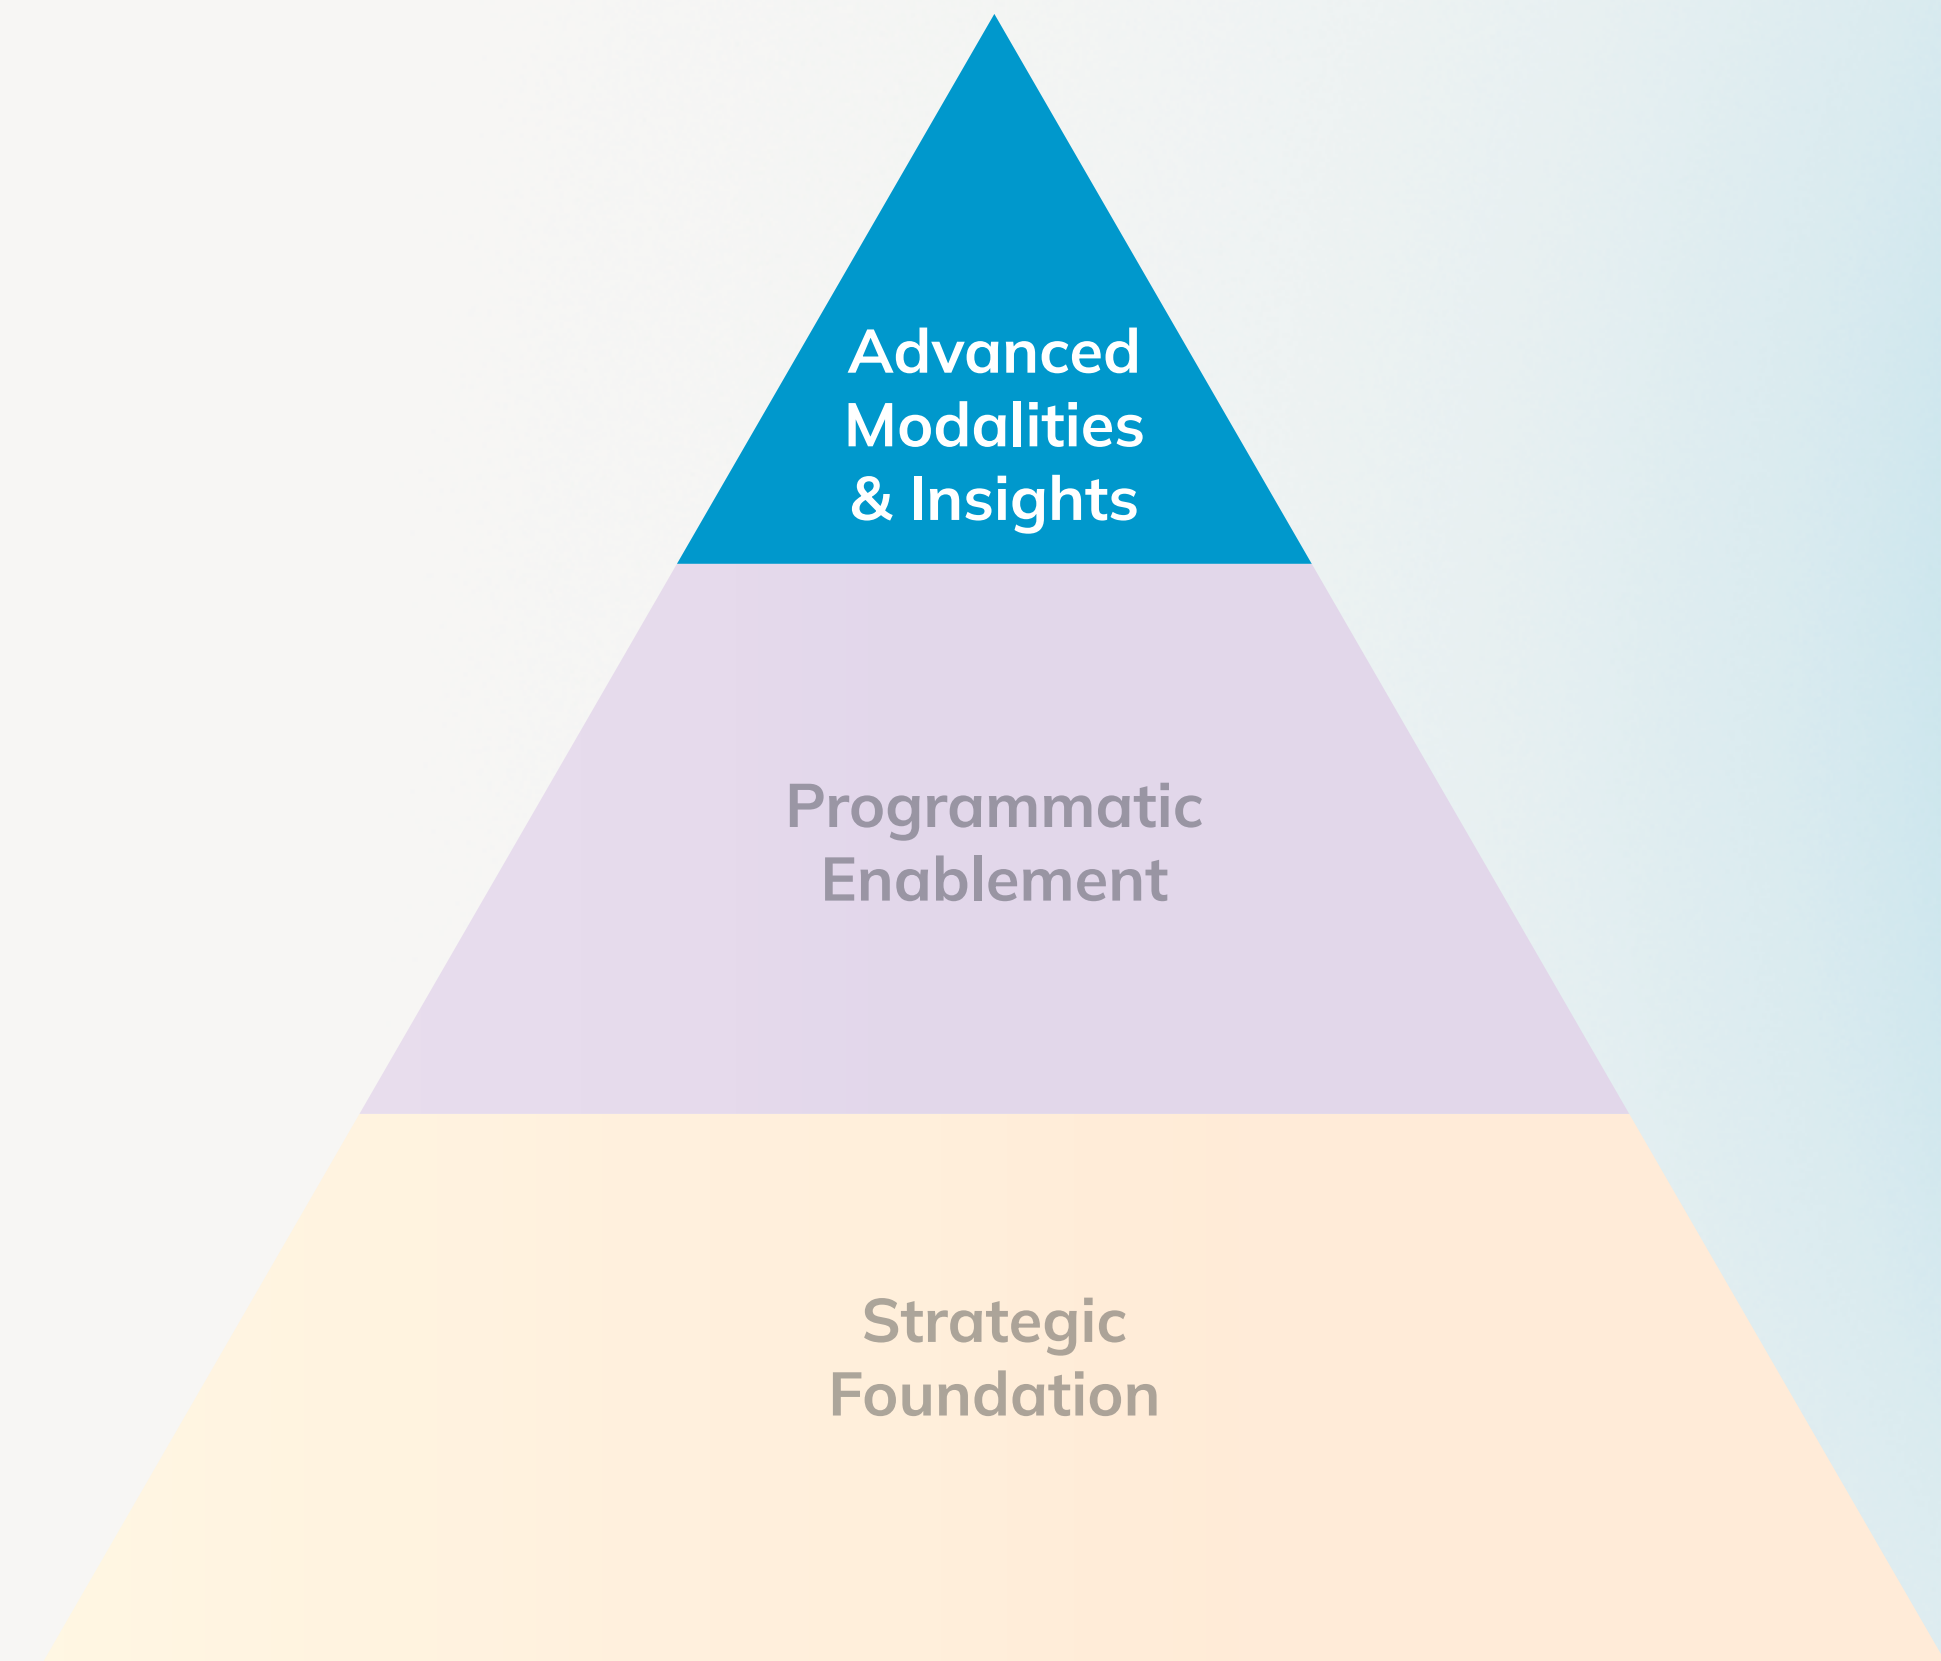 Advanced
Modalities
& Insights
Programmatic
Enablement
Strategic
Foundation